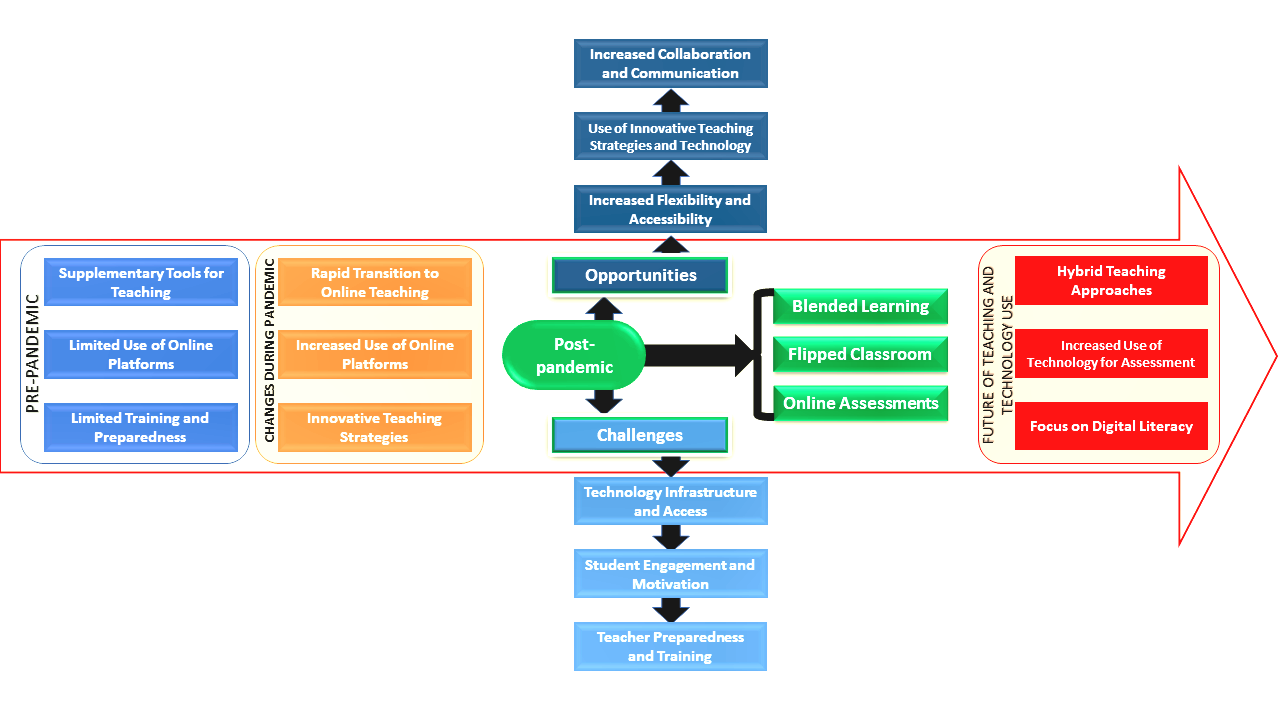 PRE-PANDEMIC
Supplementary Tools for
Teaching
Limited Use of Online
Platforms
Limited Training and
Preparedness
CHANGES DURING PANDEMIC
Rapid Transition to
Online Teaching
Increased Use of Online
Platforms
Innovative Teaching
Strategies
Increased Collaboration
and Communication
Use of Innovative Teaching
Strategies and Technology
Increased Flexibility and
Accessibility
Opportunities
Post-
pandemic
Challenges
Technology Infrastructure
and Access
Student Engagement and
Motivation
Teacher Preparedness
and Training
Blended Learning
Flipped Classroom
Online Assessments
FUTURE OF TEACHING AND
TECHNOLOGY USE
Hybrid Teaching
Approaches
Increased Use of
Technology for Assessment
Focus on Digital Literacy